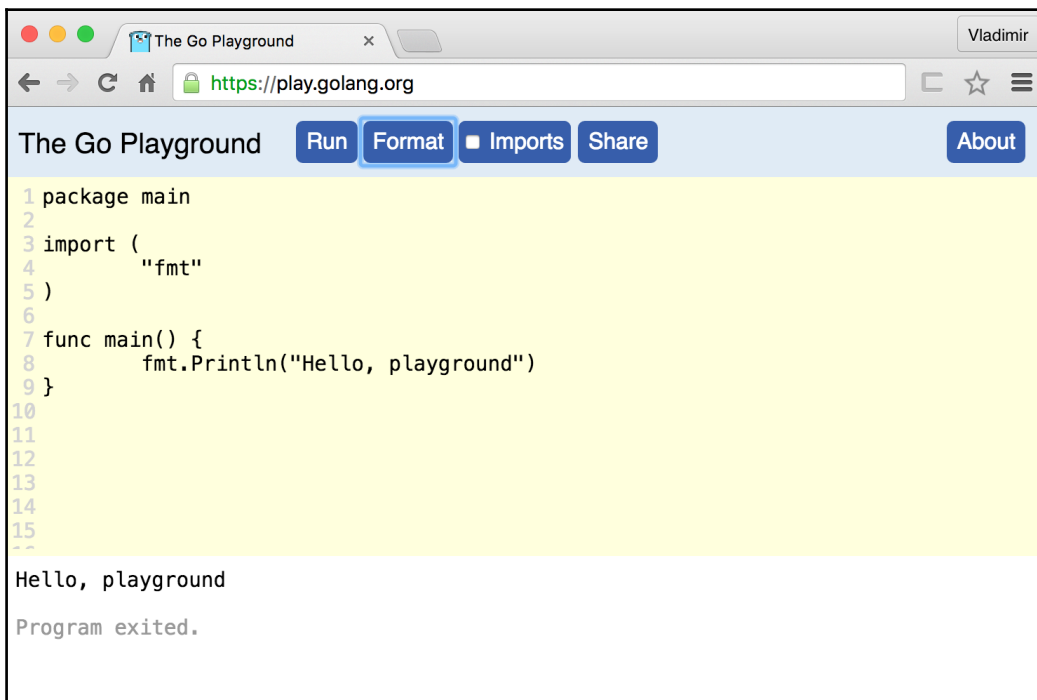 The Go Playground
Vladimir
https://play.golang.org
The Go Playground Run Format Imports Share About
1 package main
2
3 import (
4 "fmt"
5 )
6
7 func main() {
8 fmt.Println("Hello, playground")
9 }
10
11
12
13
14
15
Hello, playground
Program exited.